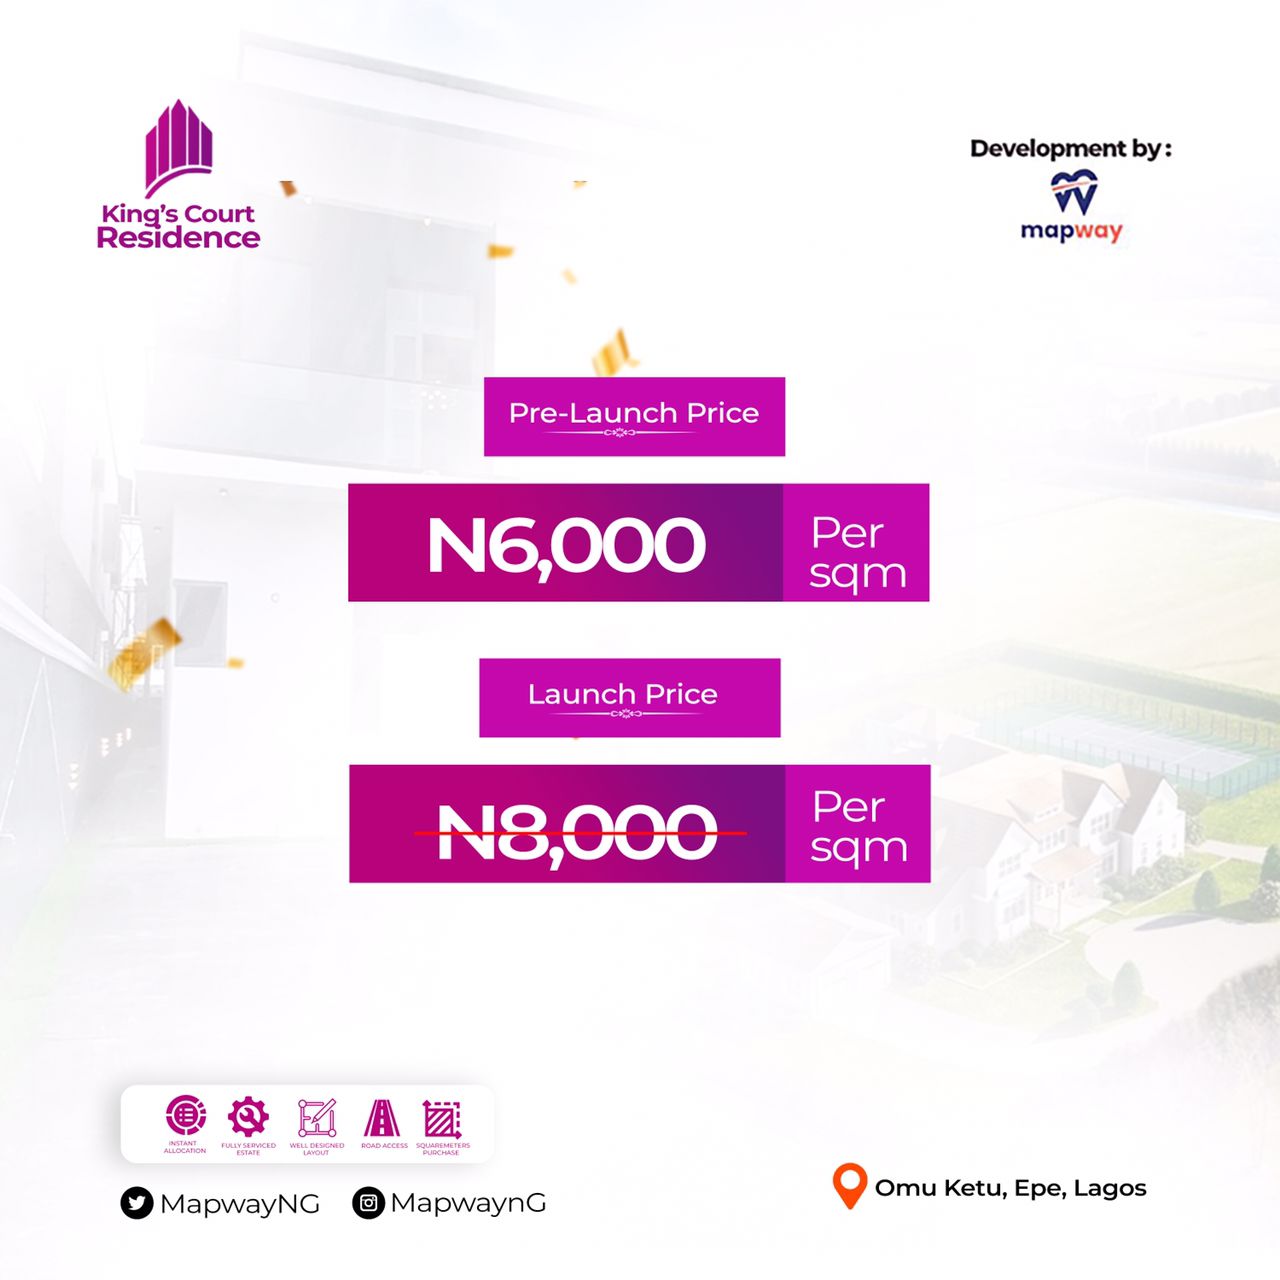 King's Court
Residence
Development by :
mapway
Pre-Launch Price
N6,000
Per
sqm
Launch Price
N8,000
Per
sqm
INSTANT
ALLOCATION
FULLY SERVICED
ESTATE
WELL DESIGNED
LAYOUT
ROAD ACCESS
SQUAREMETERS
PURCHASE
MapwayNG
MapwaynG
Omu Ketu, Epe, Lagos